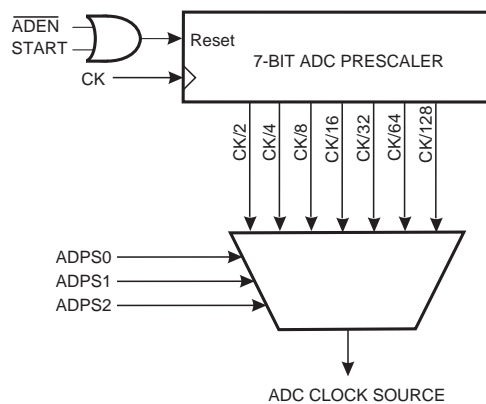 ADEN
START
Reset
7-BIT ADC PRESCALER
CK
CK/2
CK/4
CK/8
CK/16
CK/32
CK/64
CK/128
ADPS0
ADPS1
ADPS2
ADC CLOCK SOURCE